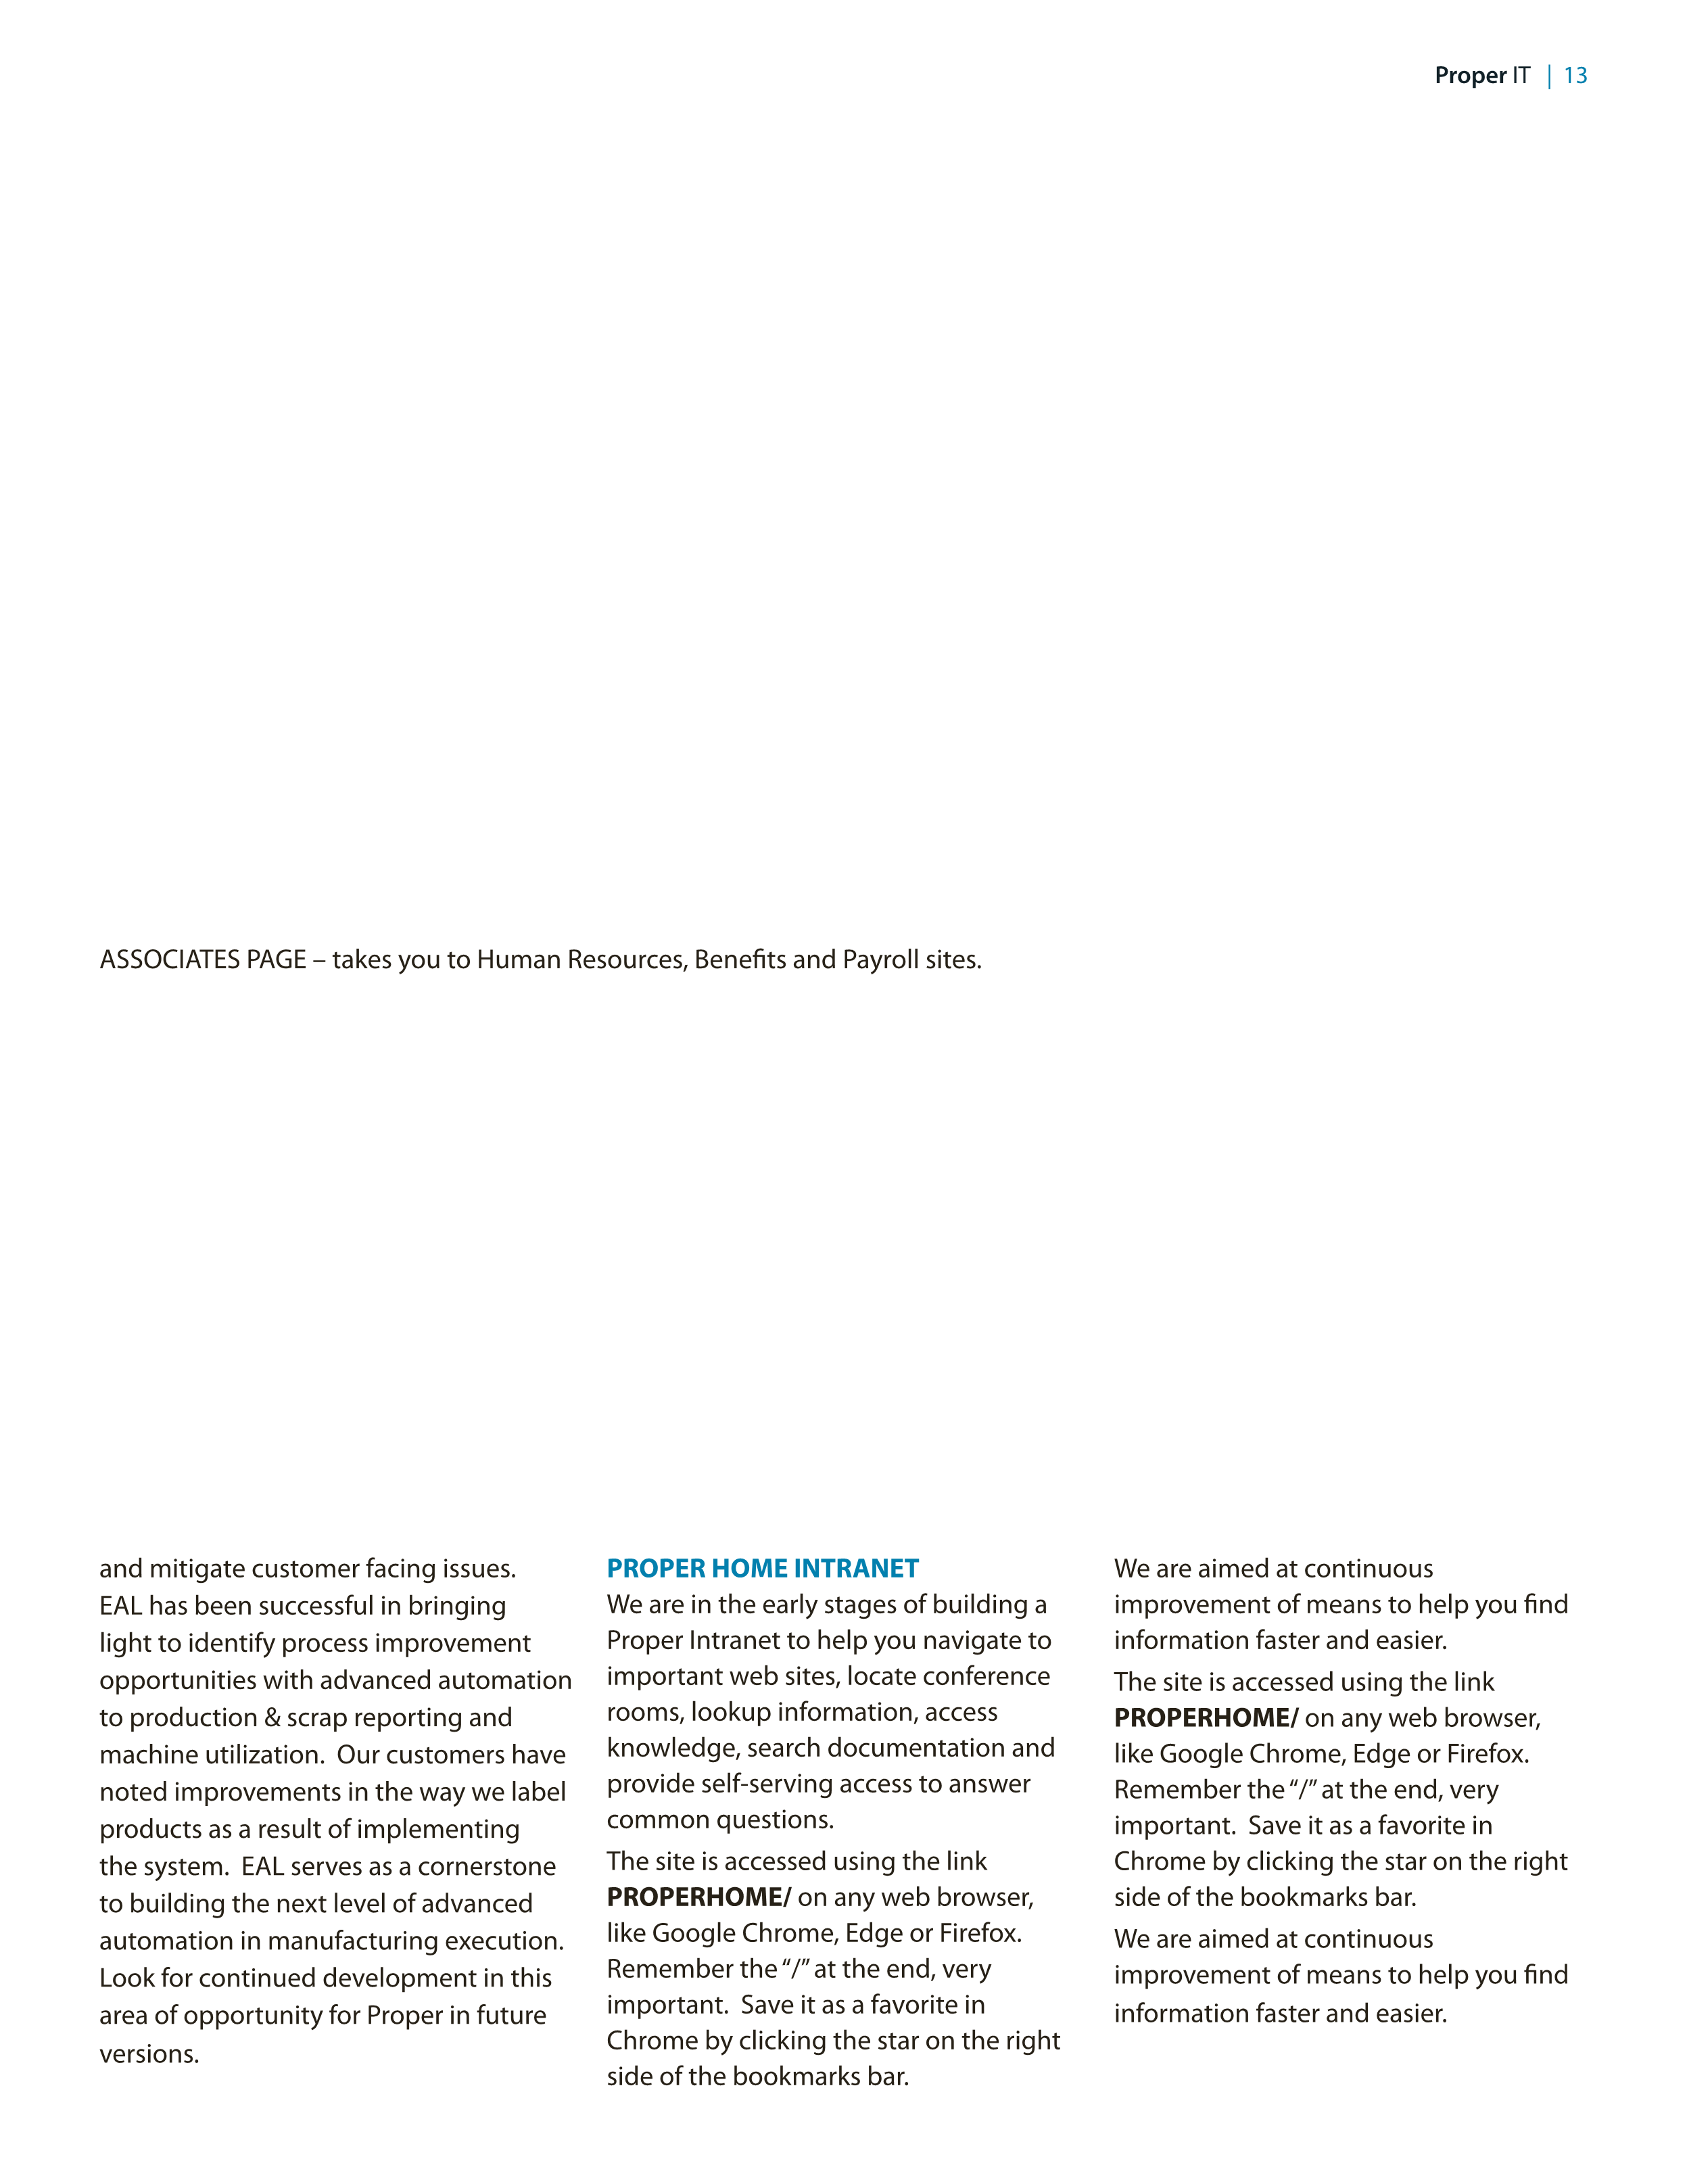 Proper IT | 13
ASSOCIATES PAGE – takes you to Human Resources, Benefits and Payroll sites.
and mitigate customer facing issues.
EAL has been successful in bringing
light to identify process improvement
opportunities with advanced automation
to production & scrap reporting and
machine utilization.  Our customers have
noted improvements in the way we label
products as a result of implementing
the system.  EAL serves as a cornerstone
to building the next level of advanced
automation in manufacturing execution.
Look for continued development in this
area of opportunity for Proper in future
versions.
PROPER HOME INTRANET
We are in the early stages of building a
Proper Intranet to help you navigate to
important web sites, locate conference
rooms, lookup information, access
knowledge, search documentation and
provide self-serving access to answer
common questions.
The site is accessed using the link
PROPERHOME/ on any web browser,
like Google Chrome, Edge or Firefox.
Remember the “/” at the end, very
important.  Save it as a favorite in
Chrome by clicking the star on the right
side of the bookmarks bar.
We are aimed at continuous
improvement of means to help you find
information faster and easier.
The site is accessed using the link
PROPERHOME/ on any web browser,
like Google Chrome, Edge or Firefox.
Remember the “/” at the end, very
important.  Save it as a favorite in
Chrome by clicking the star on the right
side of the bookmarks bar.
We are aimed at continuous
improvement of means to help you find
information faster and easier.